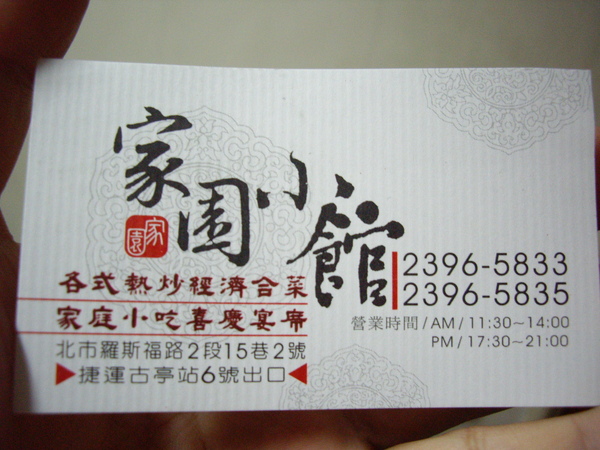 家園小館
家園
各式熱炒經濟合菜
家庭小吃喜慶宴席
北市羅斯福路2段15巷2號
▶捷運古亭站6號出口◀
2396-5833
2396-5835
營業時間/AM/11:30~14:00
PM/17:30~21:00